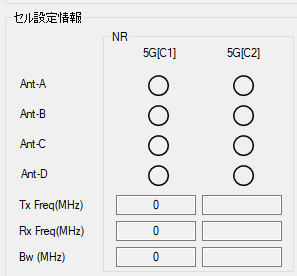 セル設定情報
NR
5G[C1] 5G[C2]
Ant-A
Ant-B
Ant-C
Ant-D
Tx Freq(MHz) 0
Rx Freq(MHz) 0
Bw (MHz) 0